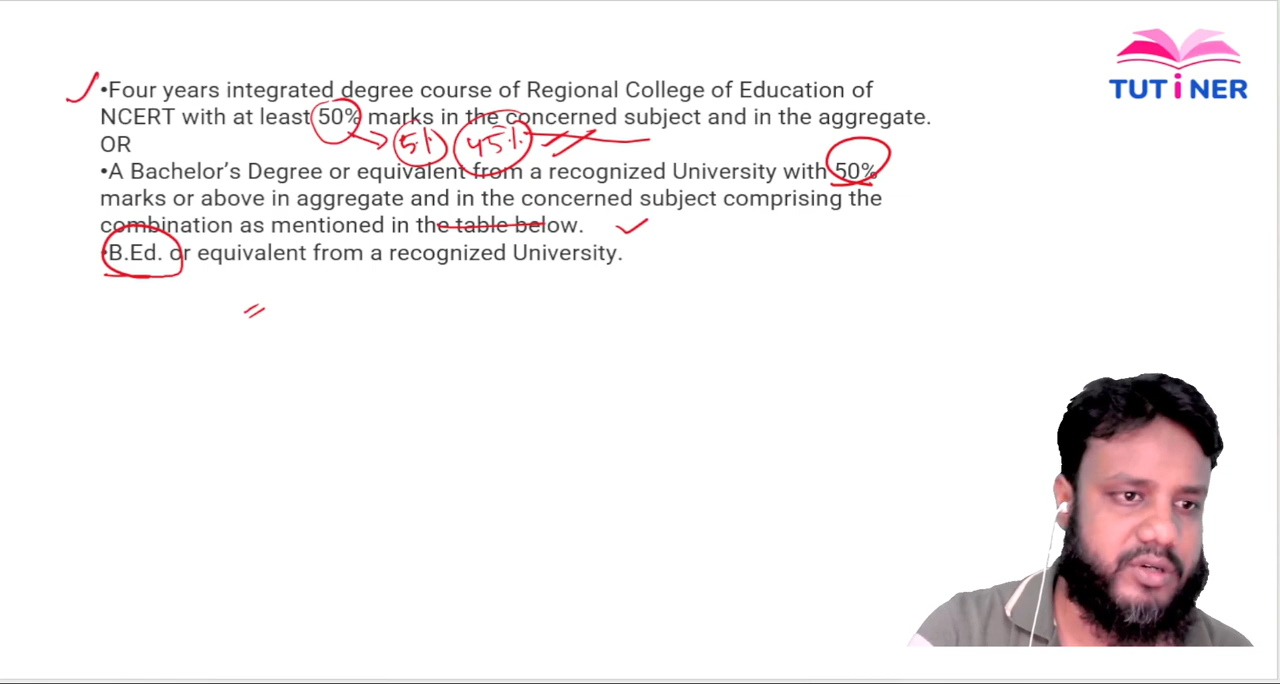 TUTiNER
•Four years integrated degree course of Regional College of Education of
NCERT with at least 50% marks in the concerned subject and in the aggregate.
5% 45%
OR
•A Bachelor's Degree or equivalent from a recognized University with 50%
marks or above in aggregate and in the concerned subject comprising the
combination as mentioned in the table below.
•B.Ed. or equivalent from a recognized University.